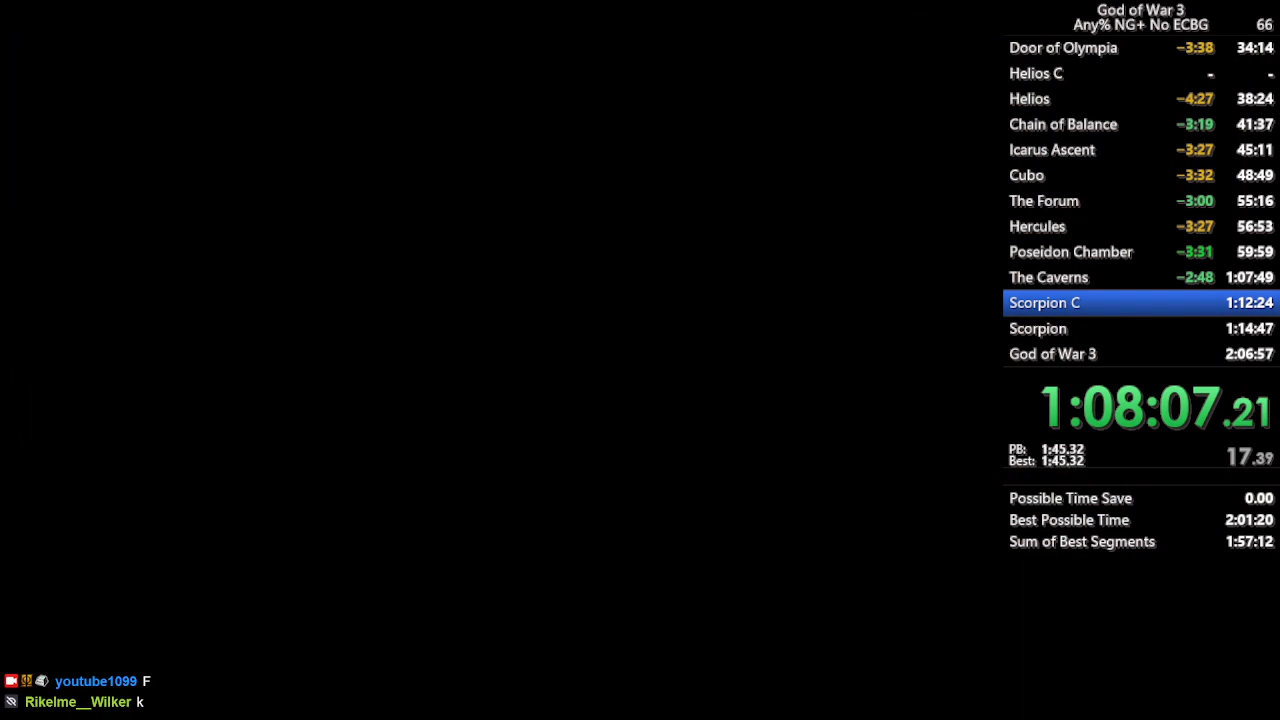 God of War 3
Any% NG+ No ECBG 66
Door of Olympia -3:38 34:14
Helios C - -
Helios -4:27 38:24
Chain of Balance -3:19 41:37
Icarus Ascent -3:27 45:11
Cubo -3:32 48:49
The Forum -3:00 55:16
Hercules -3:27 56:53
Poseidon Chamber -3:31 59:59
The Caverns -2:48 1:07:49
Scorpion C 1:12:24
Scorpion 1:14:47
God of War 3 2:06:57
1:08:07.21
PB: 1:45.32
Best: 1:45.32 17.39
Possible Time Save 0.00
Best Possible Time 2:01:20
Sum of Best Segments 1:57:12
youtube1099 F
Rikelme__Wilker k